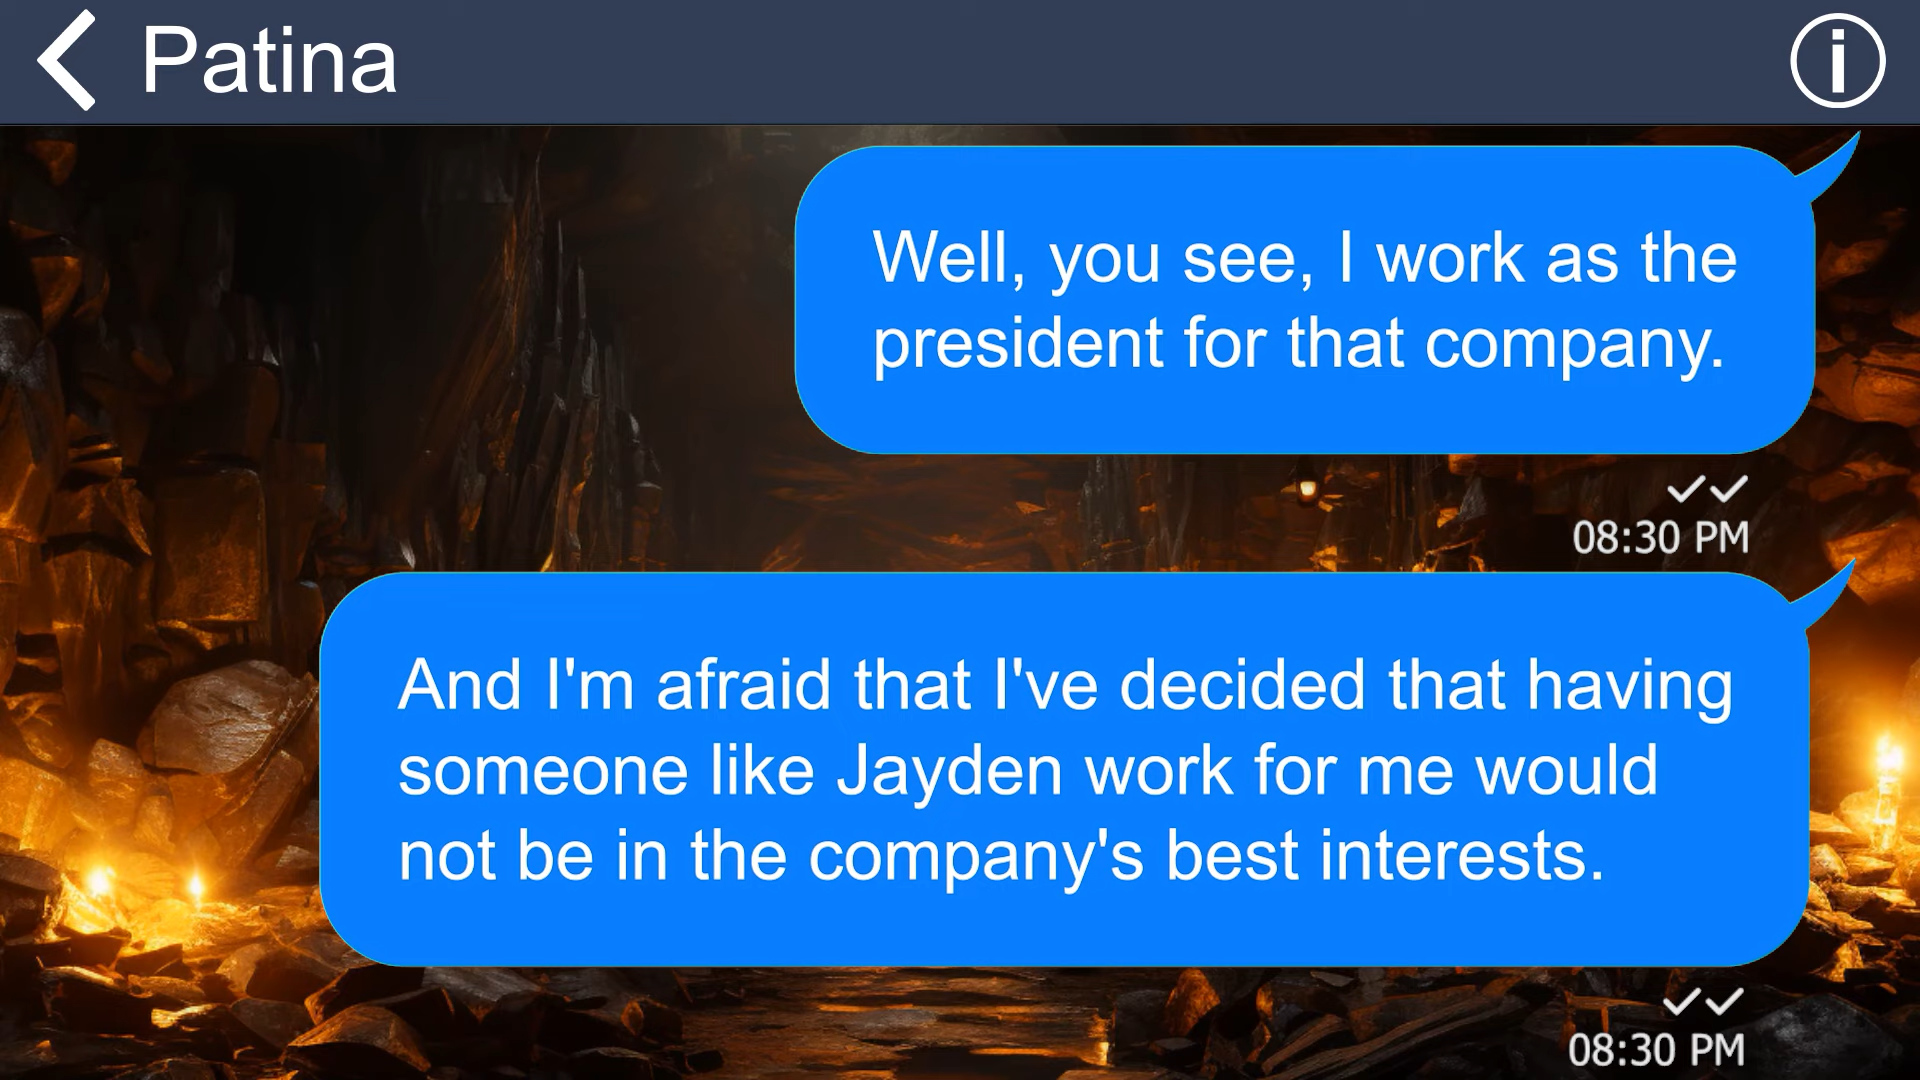 Patina
Well, you see, I work as the
president for that company.
08:30 PM
And I'm afraid that I've decided that having
someone like Jayden work for me would
not be in the company's best interests.
08:30 PM